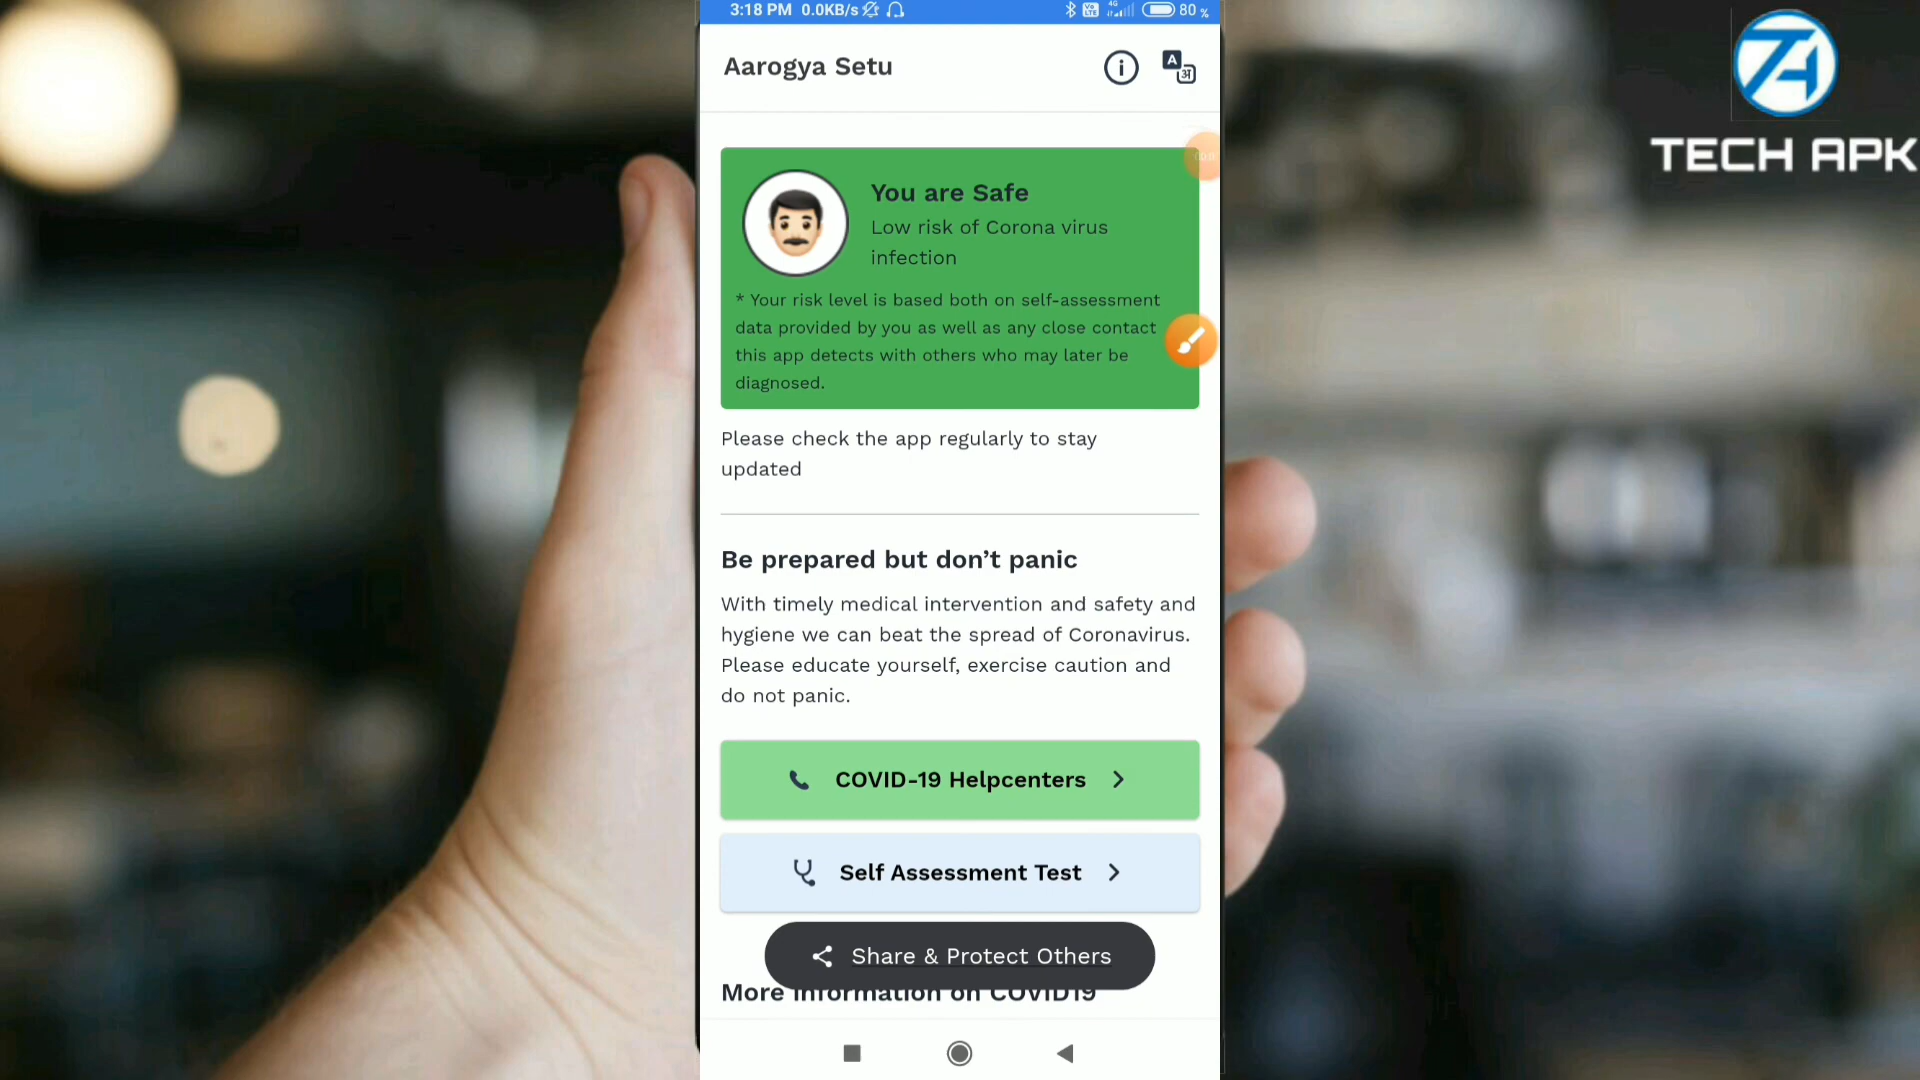 3:18 PM 0.0KB/s 80 %
Aarogya Setu
TECH APK
You are Safe
Low risk of Corona virus
infection
* Your risk level is based both on self-assessment
data provided by you as well as any close contact
this app detects with others who may later be
diagnosed.
Please check the app regularly to stay
updated
Be prepared but don’t panic
With timely medical intervention and safety and
hygiene we can beat the spread of Coronavirus.
Please educate yourself, exercise caution and
do not panic.
COVID-19 Helpcenters
Self Assessment Test
Share & Protect Others
More information on COVID19